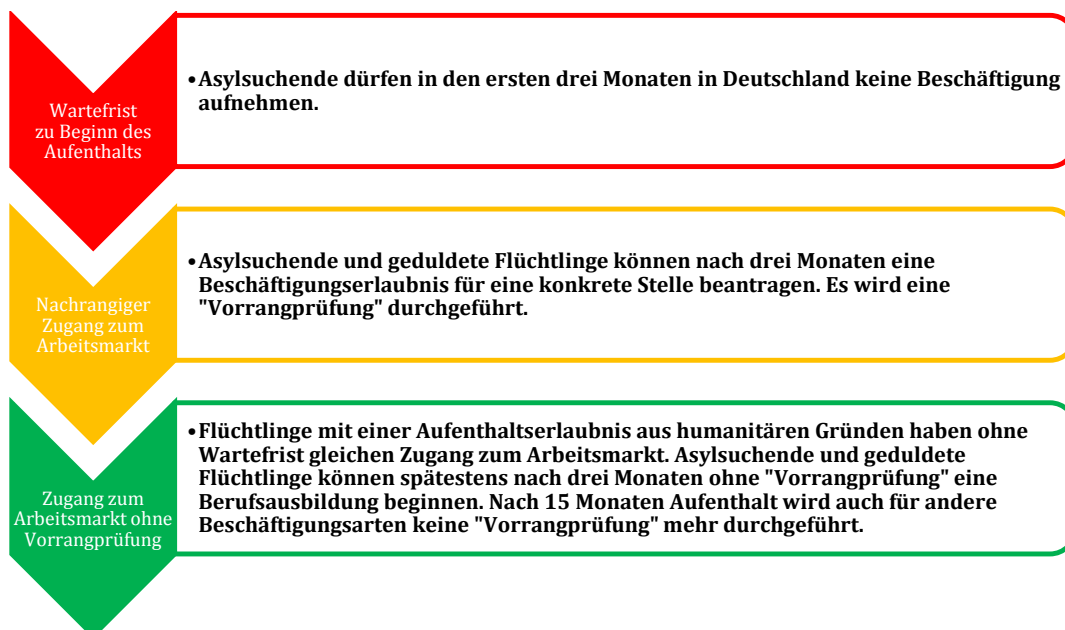 Wartefrist
zu Beginn des
Aufenthalts
•Asylsuchende dürfen in den ersten drei Monaten in Deutschland keine Beschäftigung
aufnehmen.
Nachrangiger
Zugang zum
Arbeitsmarkt
•Asylsuchende und geduldete Flüchtlinge können nach drei Monaten eine
Beschäftigungserlaubnis für eine konkrete Stelle beantragen. Es wird eine
"Vorrangprüfung" durchgeführt.
Zugang zum
Arbeitsmarkt ohne
Vorrangprüfung
•Flüchtlinge mit einer Aufenthaltserlaubnis aus humanitären Gründen haben ohne
Wartefrist gleichen Zugang zum Arbeitsmarkt. Asylsuchende und geduldete
Flüchtlinge können spätestens nach drei Monaten ohne "Vorrangprüfung" eine
Berufsausbildung beginnen. Nach 15 Monaten Aufenthalt wird auch für andere
Beschäftigungsarten keine "Vorrangprüfung" mehr durchgeführt.